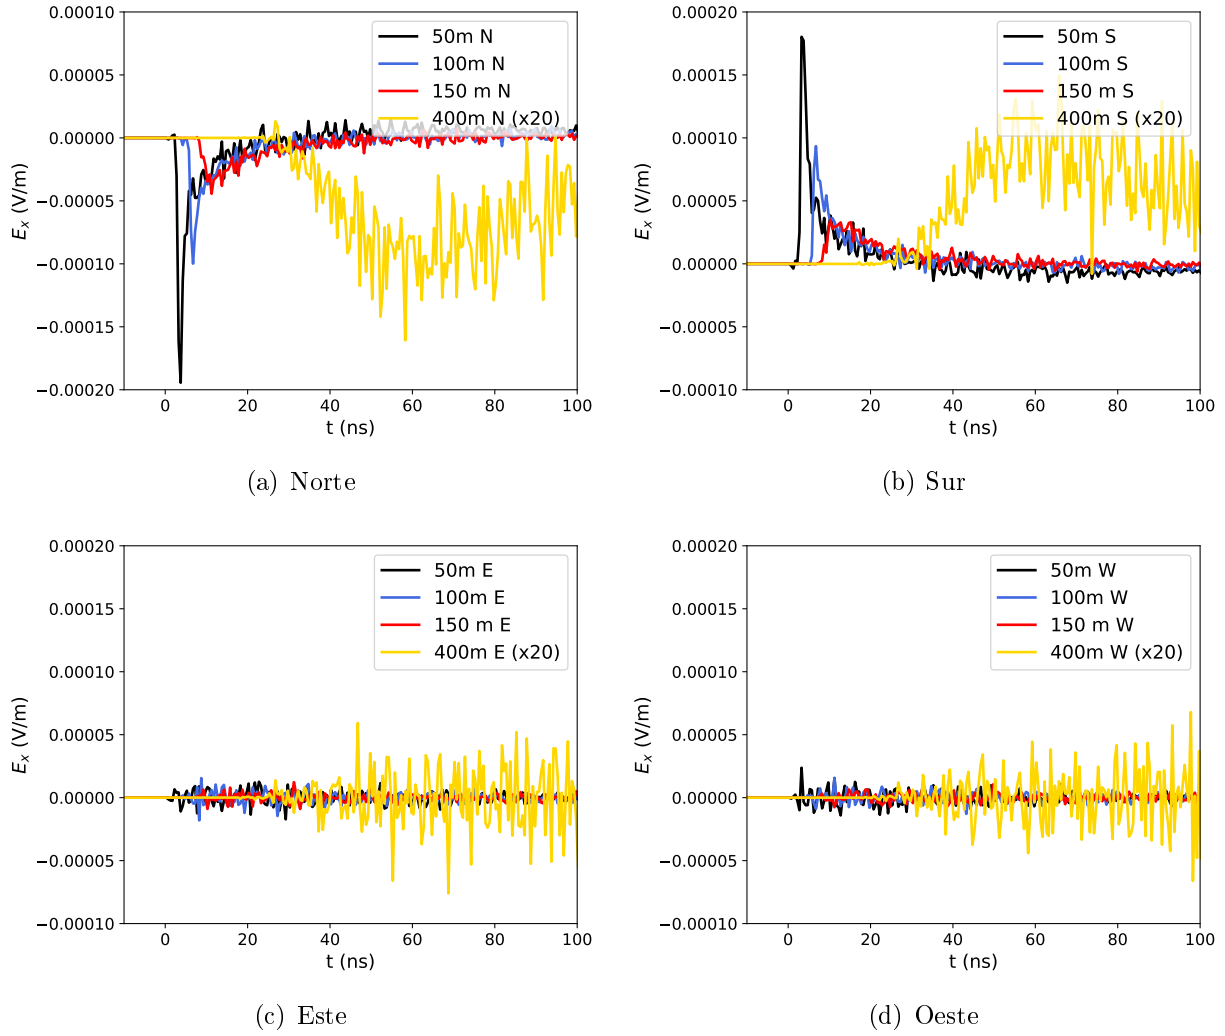 0.00010
0.00005
0.00000
−0.00005
−0.00010
−0.00015
−0.00020
0 20 40 60 80 100
E_x (V/m)
t (ns)
50m N
100m N
150 m N
400m N (x20)
(a) Norte
0.00020
0.00015
0.00010
0.00005
0.00000
−0.00005
−0.00010
0 20 40 60 80 100
E_x (V/m)
t (ns)
50m S
100m S
150 m S
400m S (x20)
(b) Sur
0.00020
0.00015
0.00010
0.00005
0.00000
−0.00005
−0.00010
0 20 40 60 80 100
E_x (V/m)
t (ns)
50m E
100m E
150 m E
400m E (x20)
(c) Este
0.00020
0.00015
0.00010
0.00005
0.00000
−0.00005
−0.00010
0 20 40 60 80 100
E_x (V/m)
t (ns)
50m W
100m W
150 m W
400m W (x20)
(d) Oeste